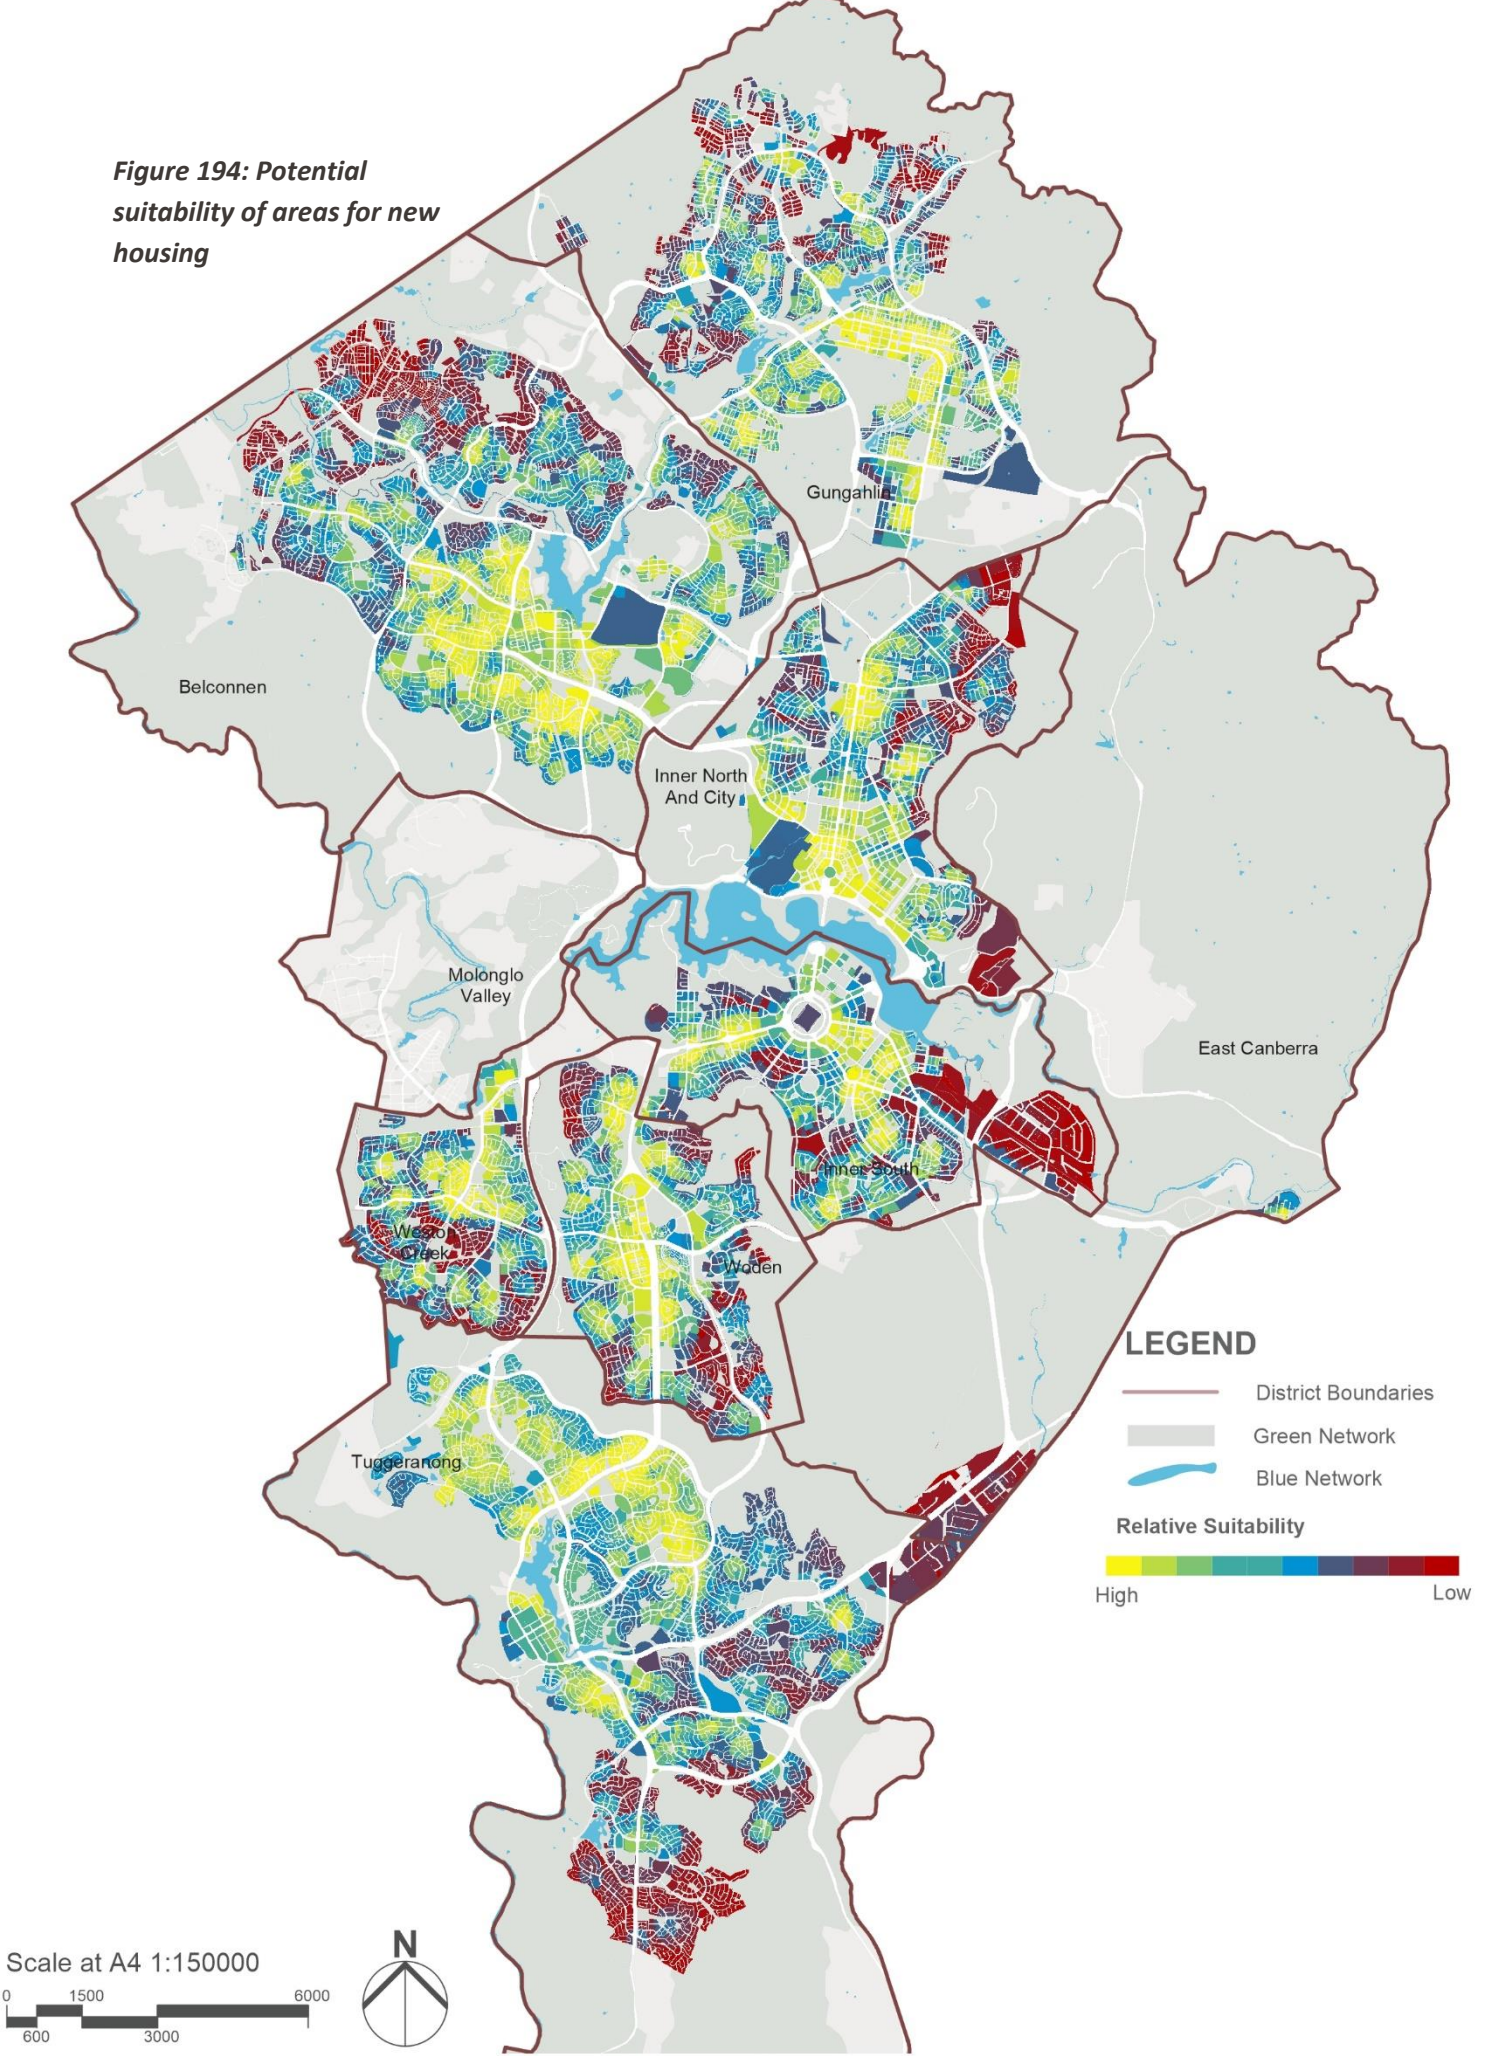 Figure 194: Potential
suitability of areas for new
housing
Gungahlin
Belconnen
Inner North
And City
Molonglo
Valley
East Canberra
Inner South
Weston
Creek
Woden
Tuggeranong
LEGEND
District Boundaries
Green Network
Blue Network
Relative Suitability
High
Low
Scale at A4 1:150000
0 1500 6000
600 3000
N